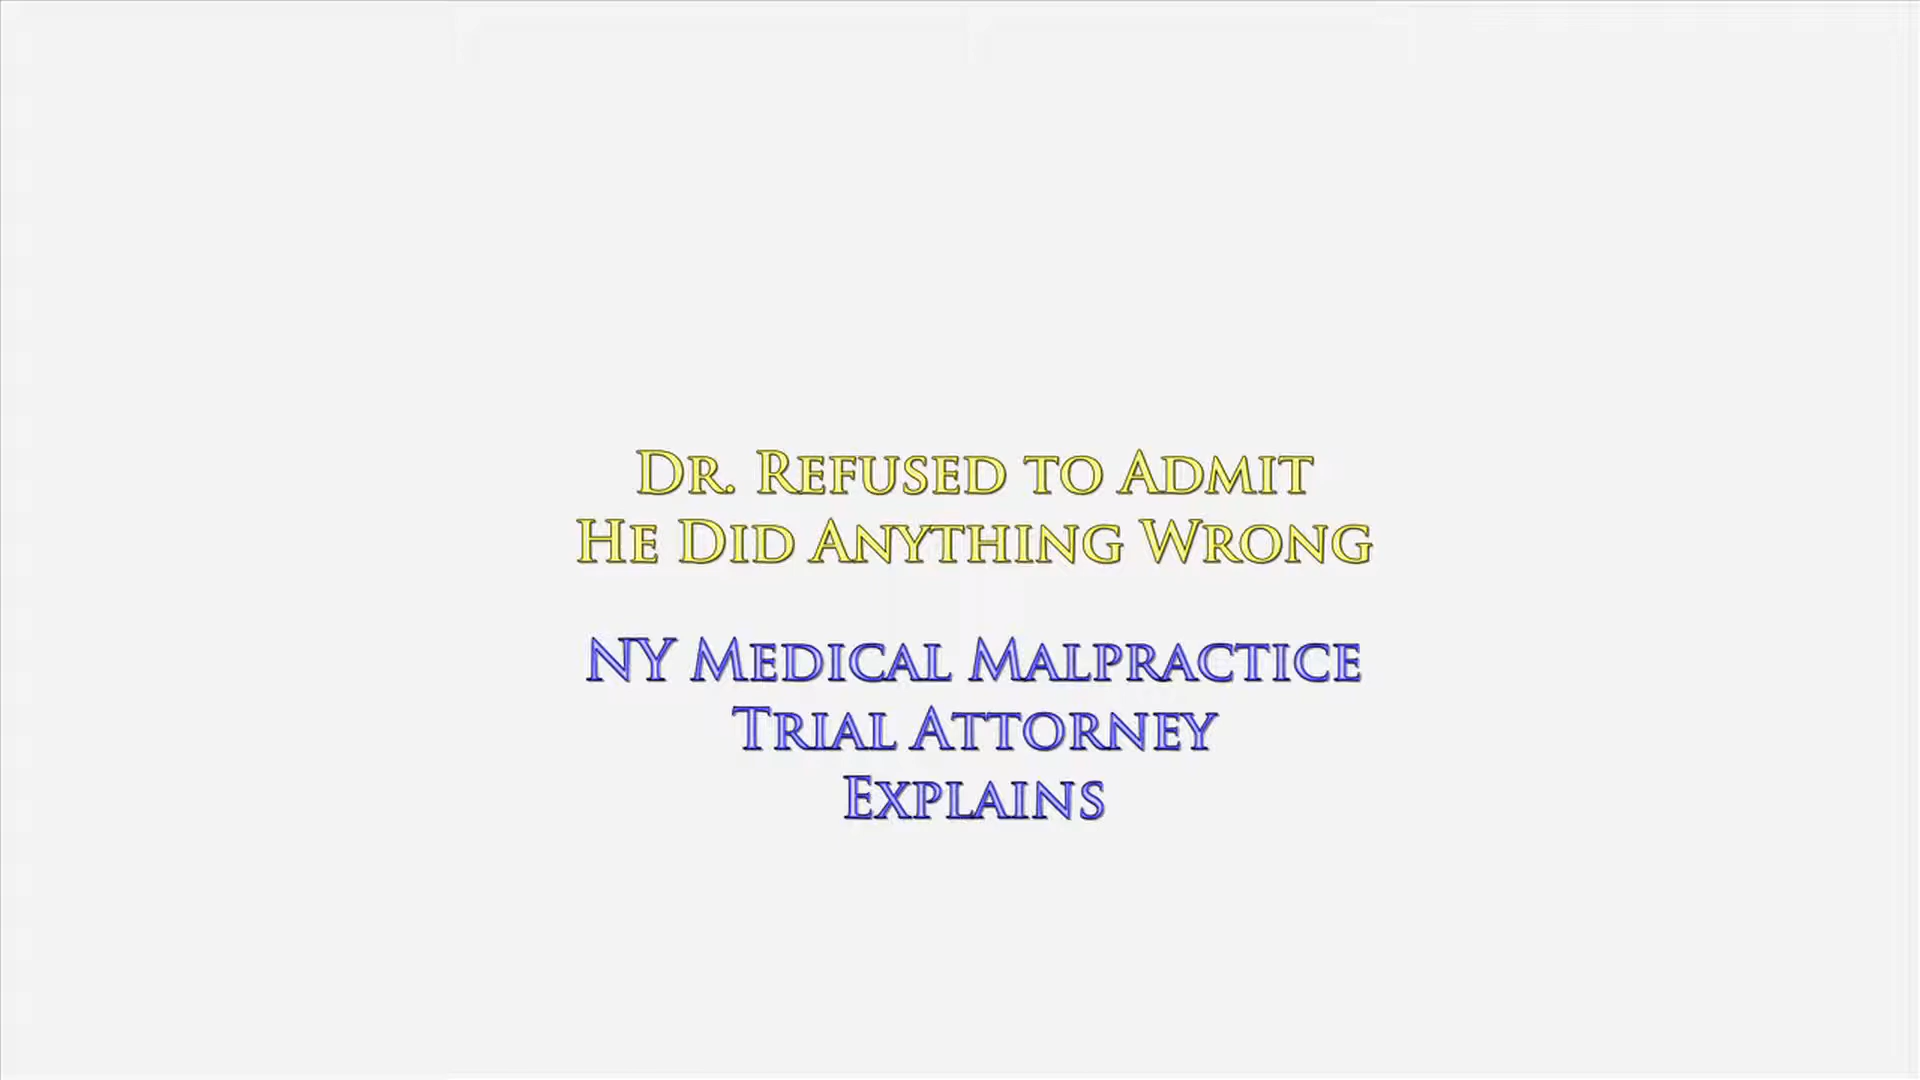 Dr. Refused to Admit
He Did Anything Wrong
NY Medical Malpractice
Trial Attorney
Explains